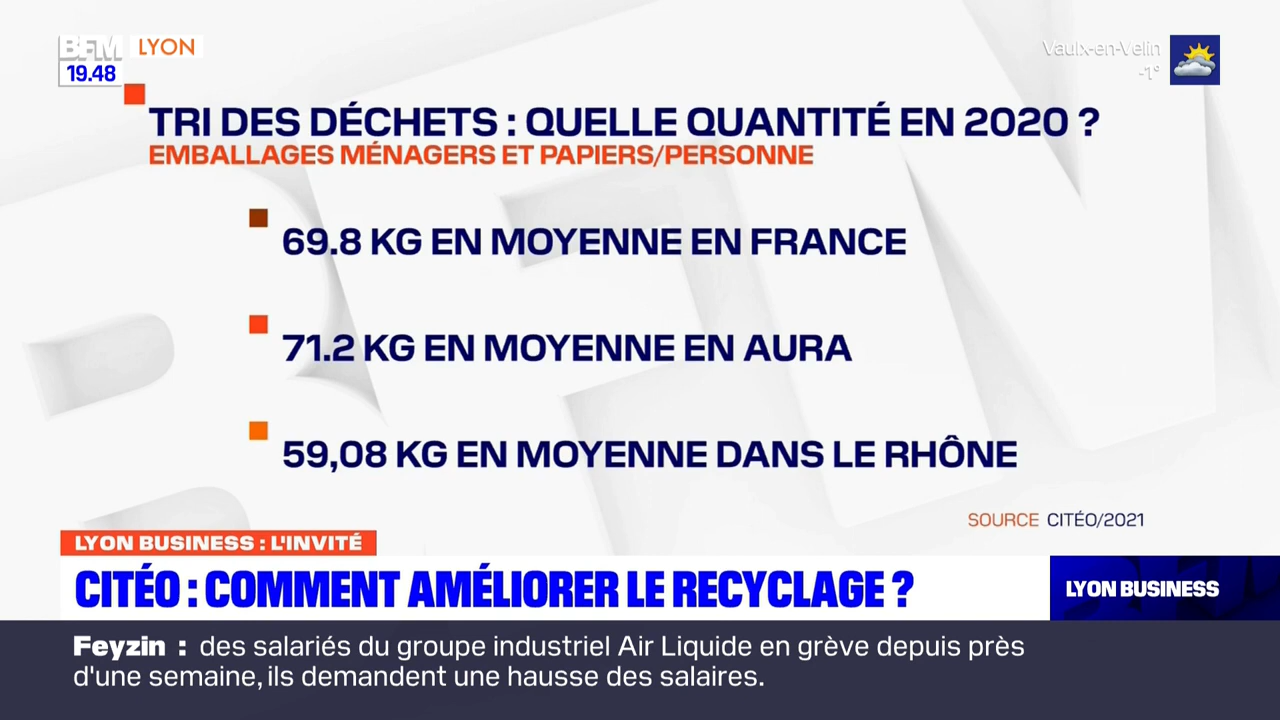 BFM LYON
19.48
Vaulx-en-Velin
-1°
TRI DES DÉCHETS : QUELLE QUANTITÉ EN 2020 ?
EMBALLAGES MÉNAGERS ET PAPIERS/PERSONNE
69.8 KG EN MOYENNE EN FRANCE
71.2 KG EN MOYENNE EN AURA
59,08 KG EN MOYENNE DANS LE RHÔNE
SOURCE CITÉO/2021
LYON BUSINESS : L'INVITÉ
CITÉO : COMMENT AMÉLIORER LE RECYCLAGE ?
LYON BUSINESS
Feyzin : des salariés du groupe industriel Air Liquide en grève depuis près
d'une semaine, ils demandent une hausse des salaires.